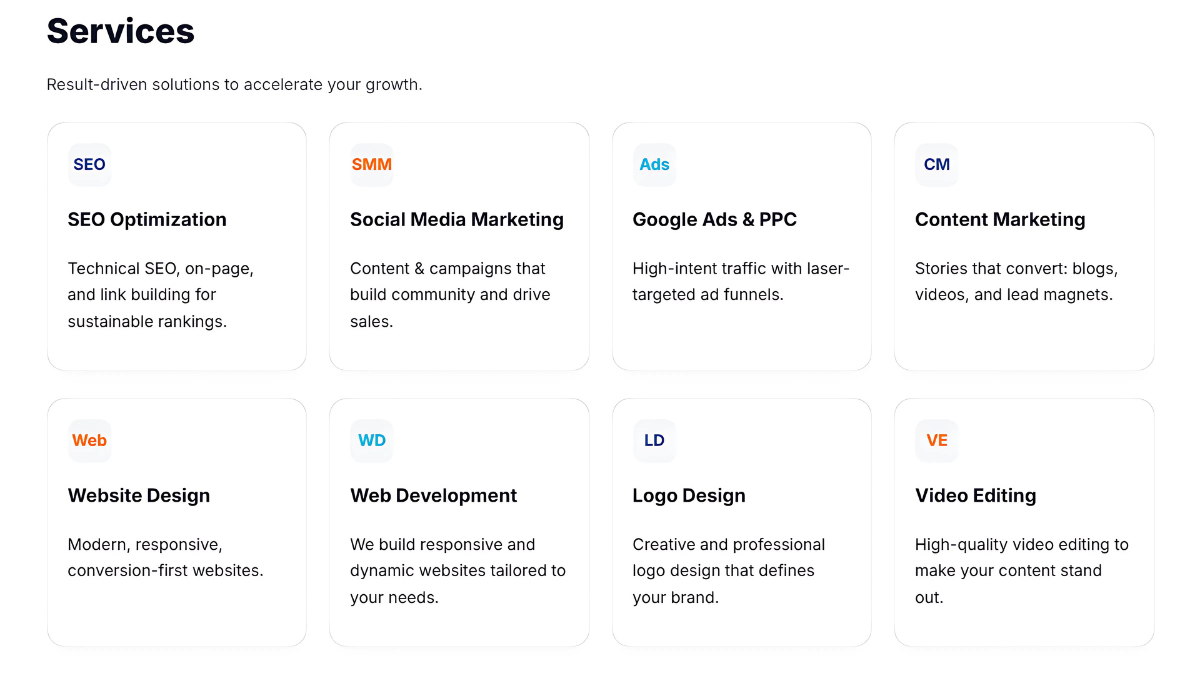 Services
Result-driven solutions to accelerate your growth.
SEO
SEO Optimization
Technical SEO, on-page,
and link building for
sustainable rankings.
SMM
Social Media Marketing
Content & campaigns that
build community and drive
sales.
Ads
Google Ads & PPC
High-intent traffic with laser-
targeted ad funnels.
CM
Content Marketing
Stories that convert: blogs,
videos, and lead magnets.
Web
Website Design
Modern, responsive,
conversion-first websites.
WD
Web Development
We build responsive and
dynamic websites tailored to
your needs.
LD
Logo Design
Creative and professional
logo design that defines
your brand.
VE
Video Editing
High-quality video editing to
make your content stand
out.